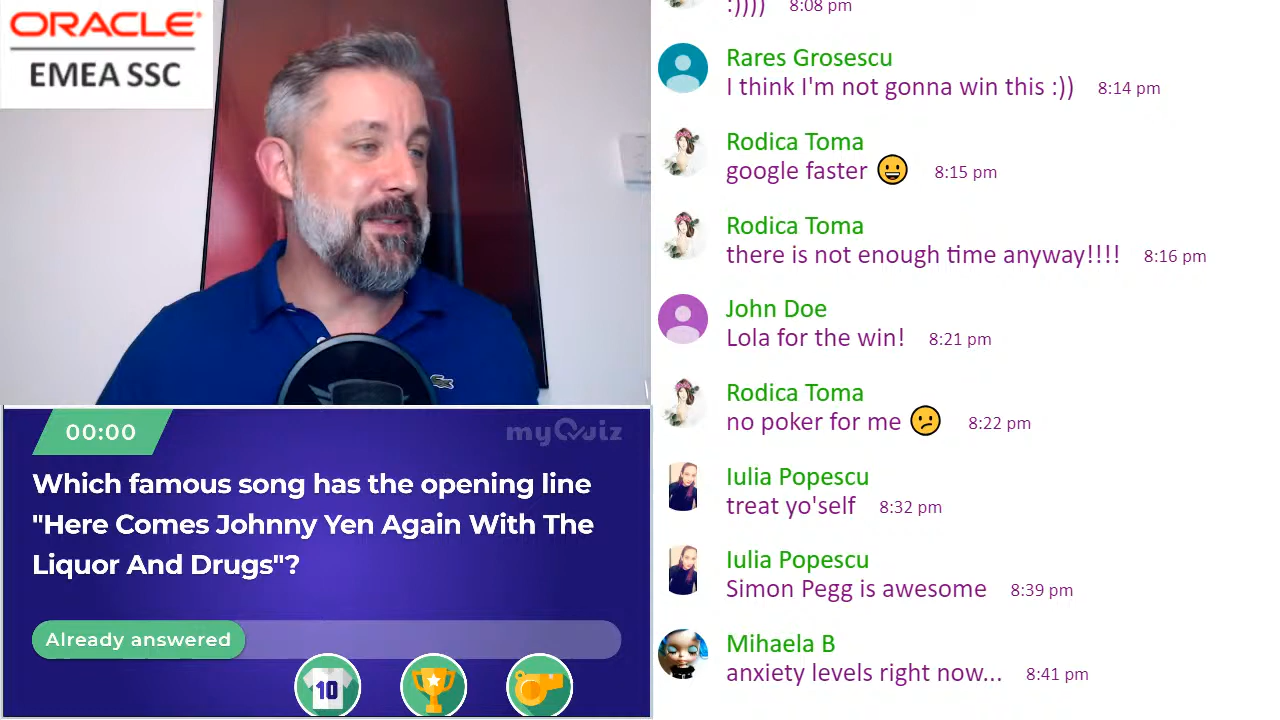 ORACLE
EMEA SSC
00:00
myQuiz
Which famous song has the opening line
"Here Comes Johnny Yen Again With The
Liquor And Drugs"?
Already answered
10
:)))) 8:08 pm
Rares Grosescu
I think I'm not gonna win this :)) 8:14 pm
Rodica Toma
google faster 😀 8:15 pm
Rodica Toma
there is not enough time anyway!!!! 8:16 pm
John Doe
Lola for the win! 8:21 pm
Rodica Toma
no poker for me 😕 8:22 pm
Iulia Popescu
treat yo'self 8:32 pm
Iulia Popescu
Simon Pegg is awesome 8:39 pm
Mihaela B
anxiety levels right now... 8:41 pm